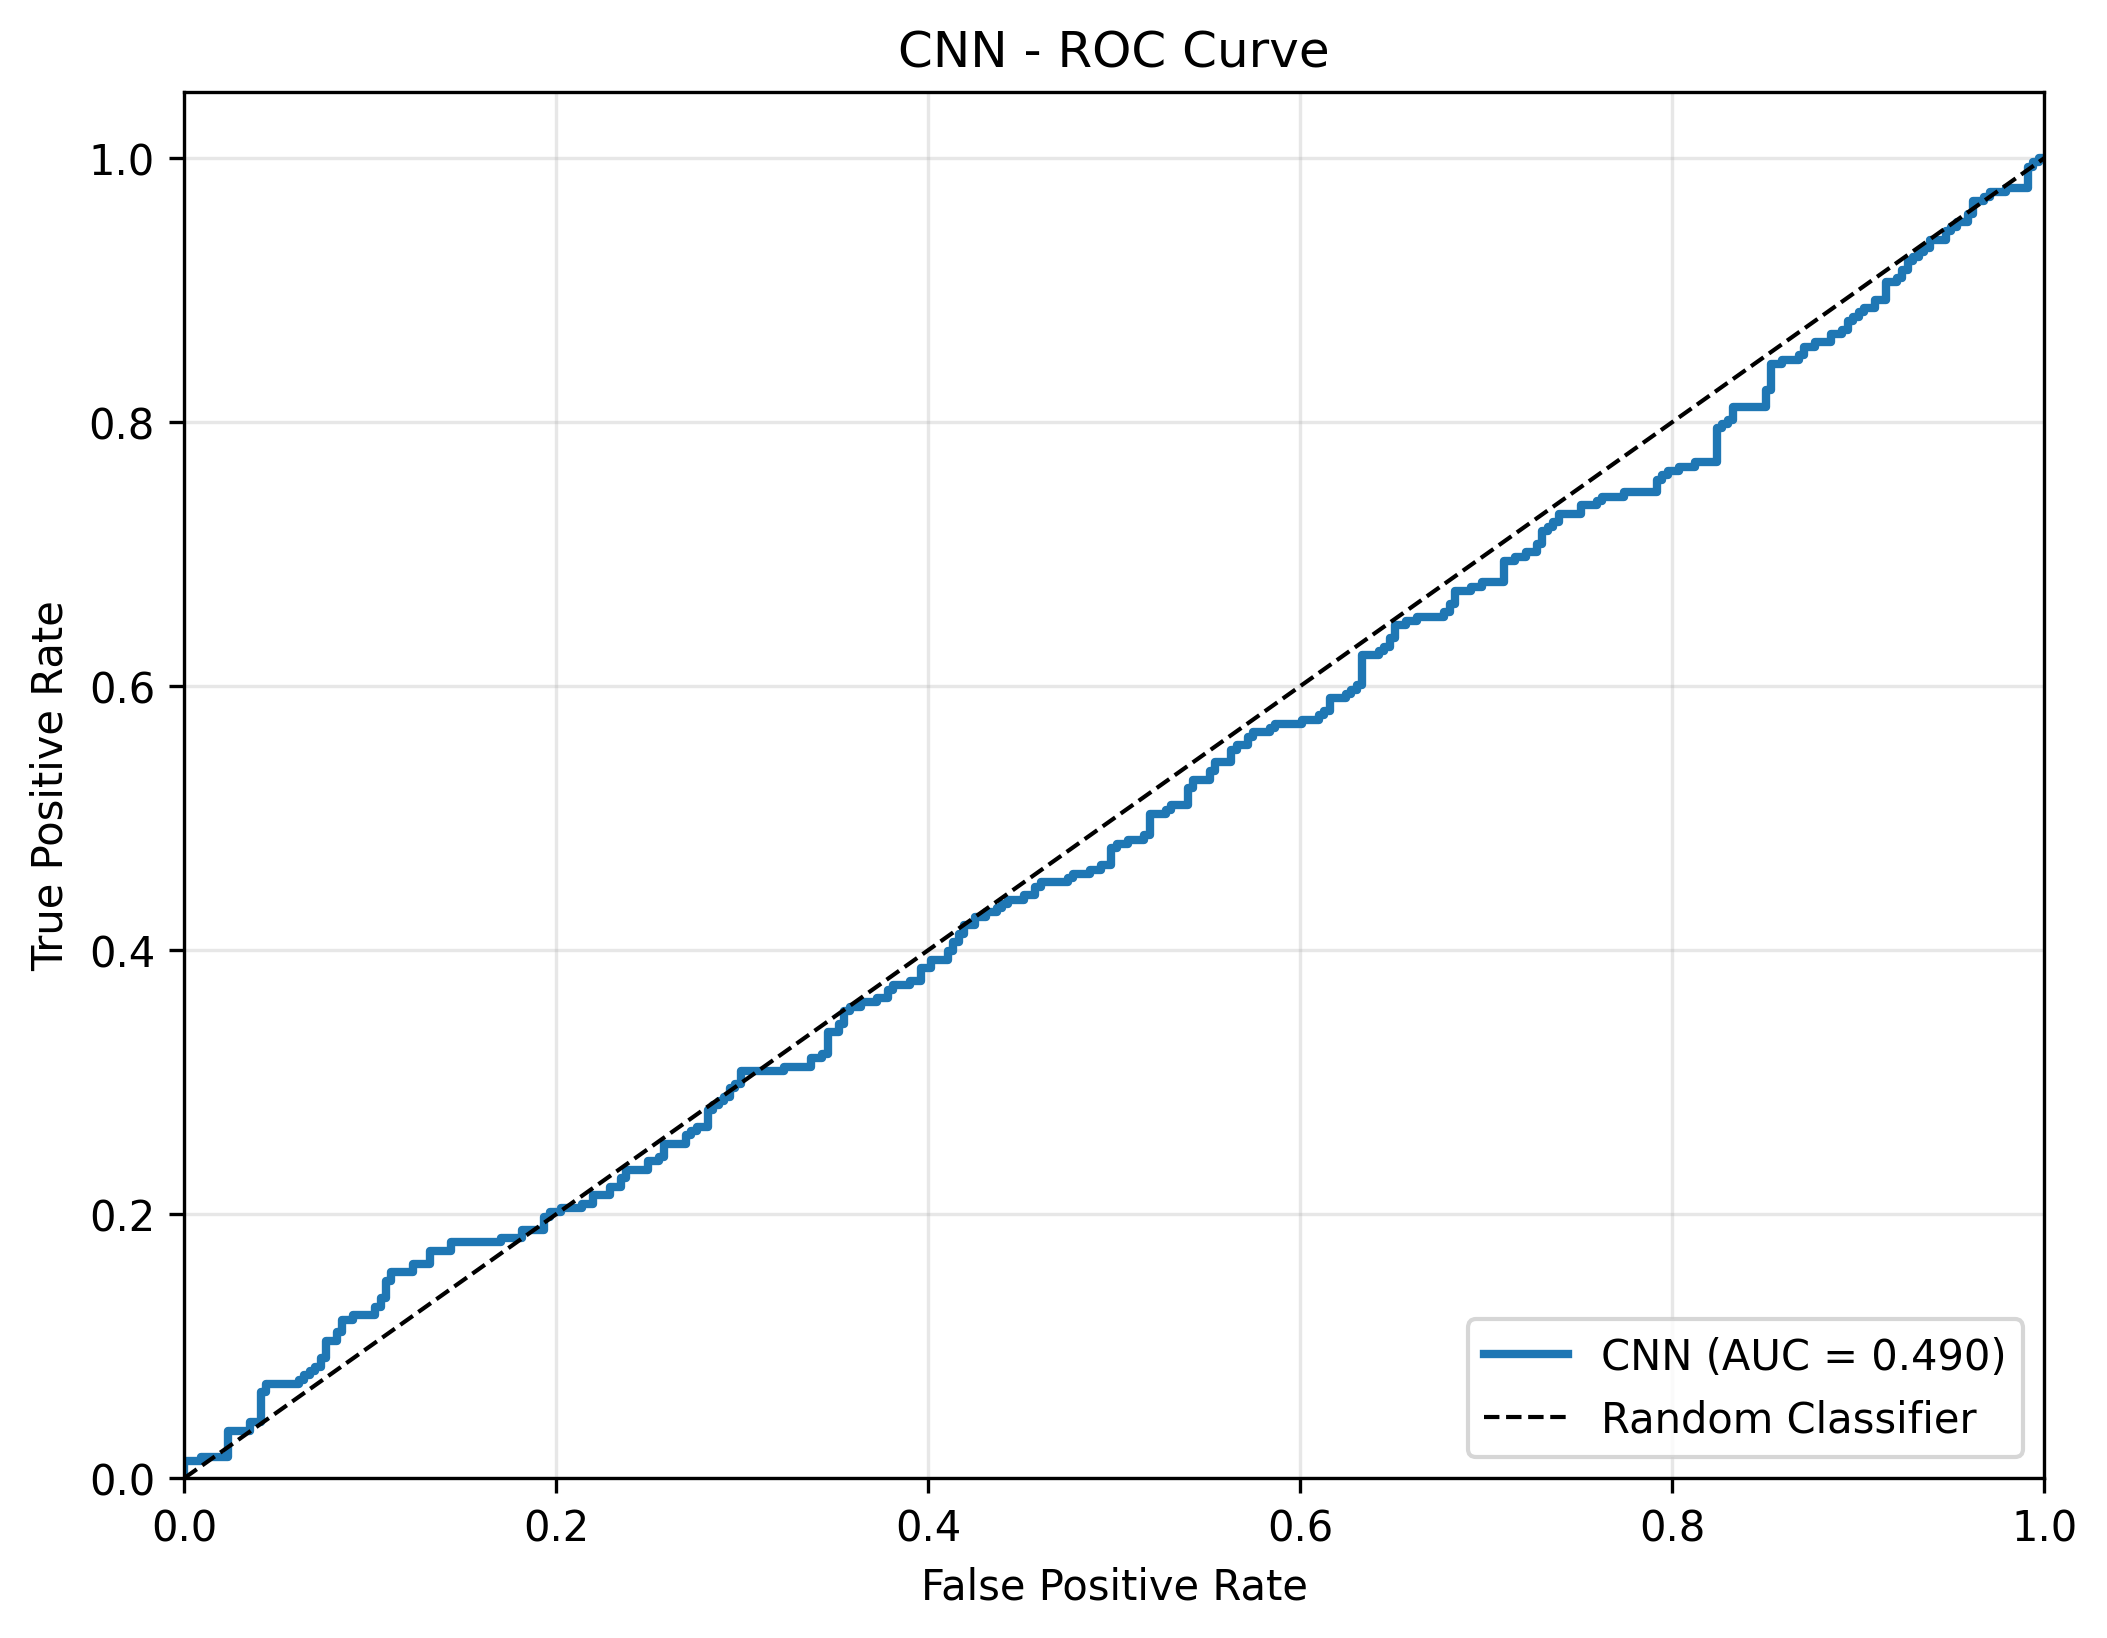 CNN - ROC Curve
1.0
0.8
0.6
0.4
0.2
0.0
True Positive Rate
0.0 0.2 0.4 0.6 0.8 1.0
False Positive Rate
CNN (AUC = 0.490)
Random Classifier